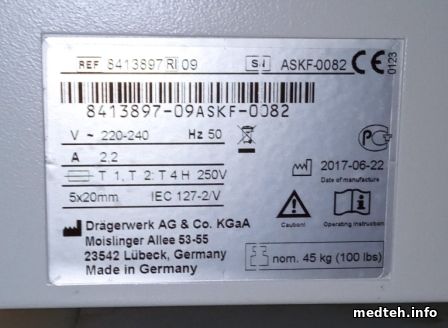 REF 8413897 RI 09 SN ASKF-0082 CE 0123
8413897-09ASKF-0082
V ~ 220-240 Hz 50
A 2,2
T 1, T 2: T 4 H 250V
5x20mm IEC 127-2/V
2017-06-22
Date of manufacture
Caution!
Operating instruction
Drägerwerk AG & Co. KGaA
Moislinger Allee 53-55
23542 Lübeck, Germany
Made in Germany
nom. 45 kg (100 lbs)
medteh.info